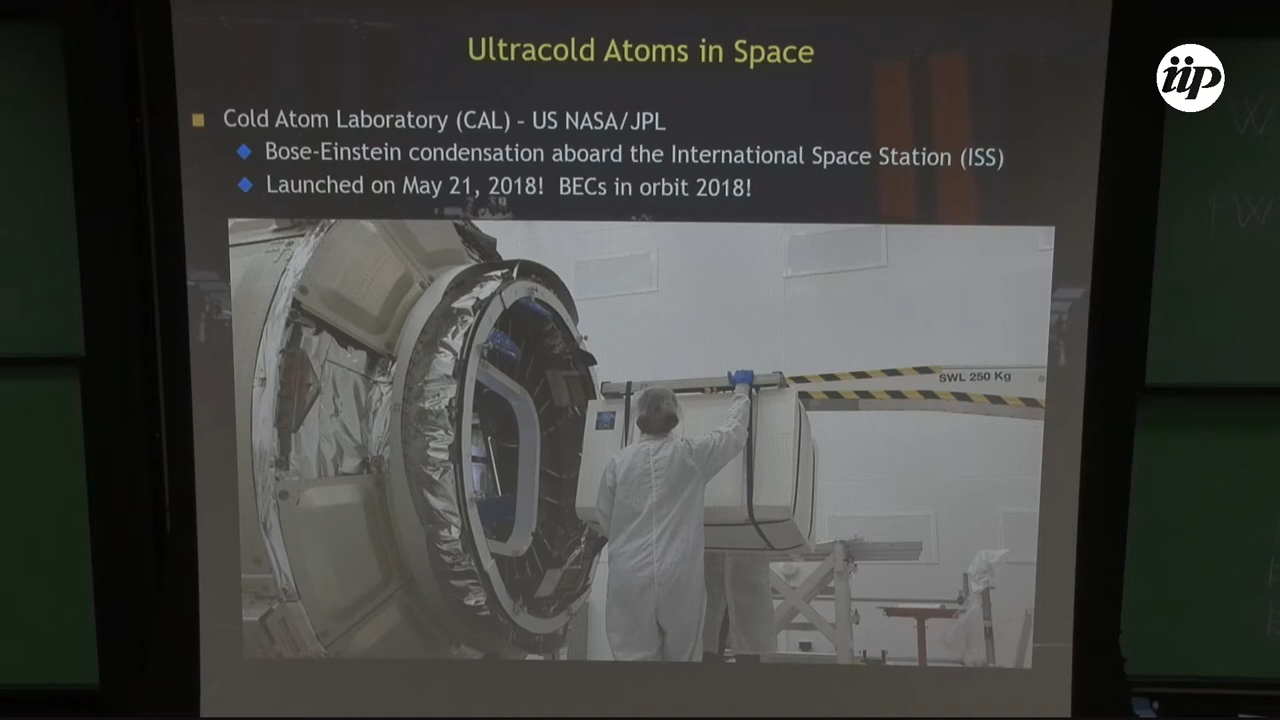 Ultracold Atoms in Space
iip
Cold Atom Laboratory (CAL) - US NASA/JPL
Bose-Einstein condensation aboard the International Space Station (ISS)
Launched on May 21, 2018! BECs in orbit 2018!
SWL 250 Kg